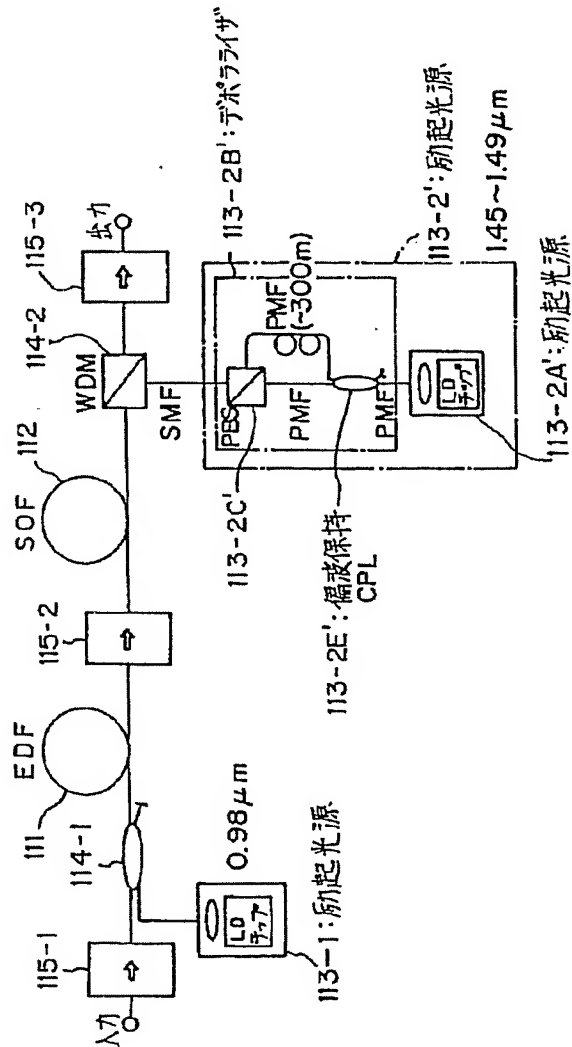 入力
115-1
114-1
111
EDF
115-2
SOF
112
WDM
114-2
115-3
出力
LD
チップ
0.98μm
113-1:励起光源
SMF
PBS
PMF
PMF
(~300m)
PMF
113-2C'
113-2E':偏波保持
CPL
LD
チップ
113-2B':デポラライザ
113-2':励起光源
1.45~1.49μm
113-2A':励起光源